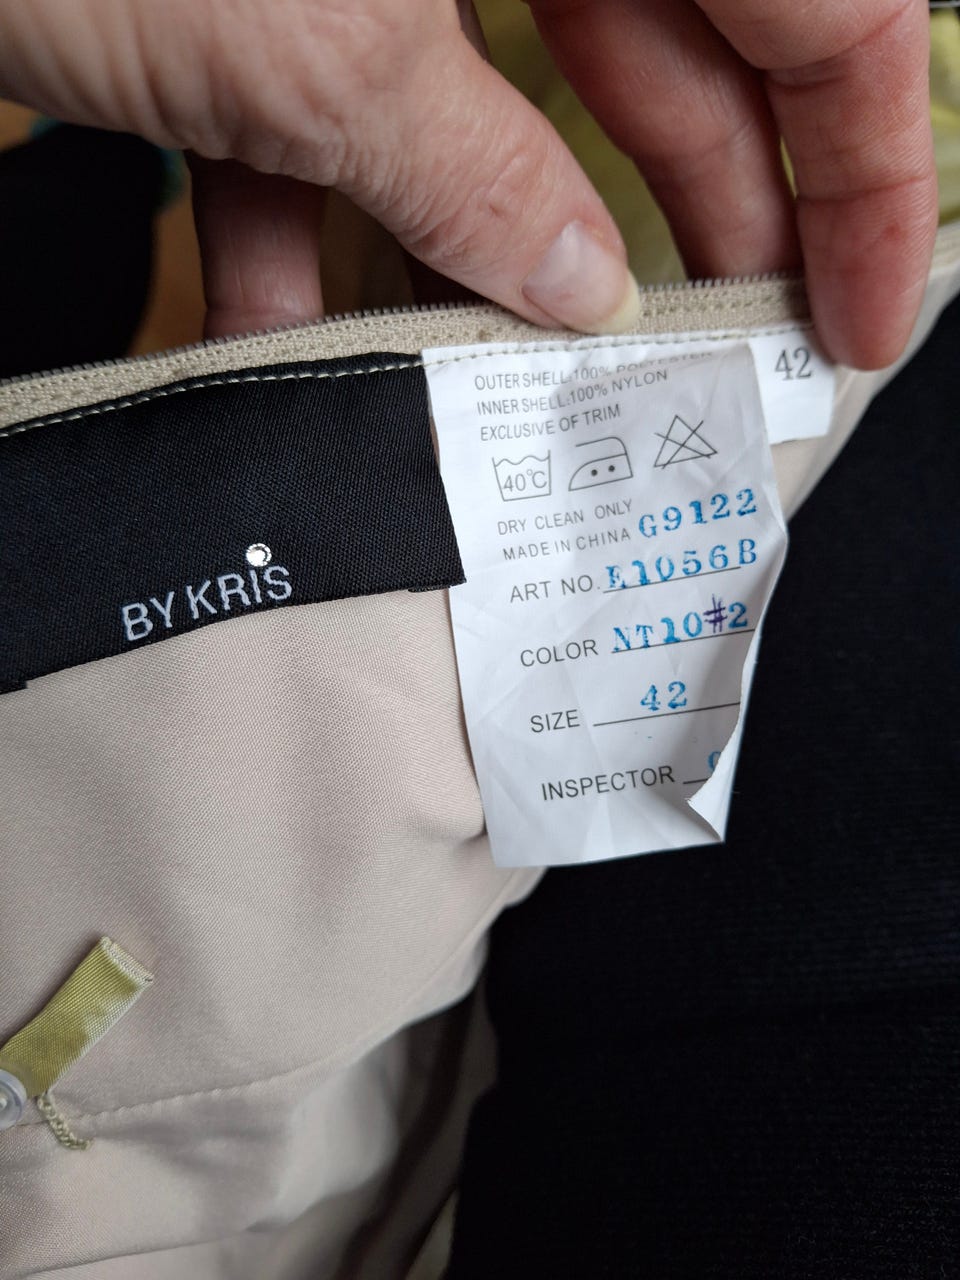 OUTER SHELL:100% POLYESTER
INNER SHELL:100% NYLON
EXCLUSIVE OF TRIM
40°C
DRY CLEAN ONLY
MADE IN CHINA G9122
ART NO. E1056B
COLOR NT10#2
SIZE 42
INSPECTOR
42
BY KRIS